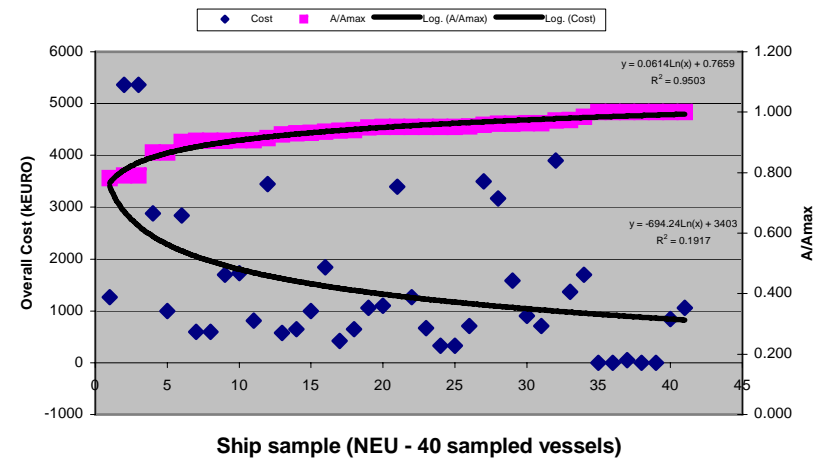 Cost A/Amax Log. (A/Amax) Log. (Cost)
6000
5000
4000
3000
2000
1000
0
-1000
Overall Cost (kEURO)
y = 0.0614Ln(x) + 0.7659
R² = 0.9503
y = -694.24Ln(x) + 3403
R² = 0.1917
1.200
1.000
0.800
0.600
0.400
0.200
0.000
A/Amax
0 5 10 15 20 25 30 35 40 45
Ship sample (NEU - 40 sampled vessels)